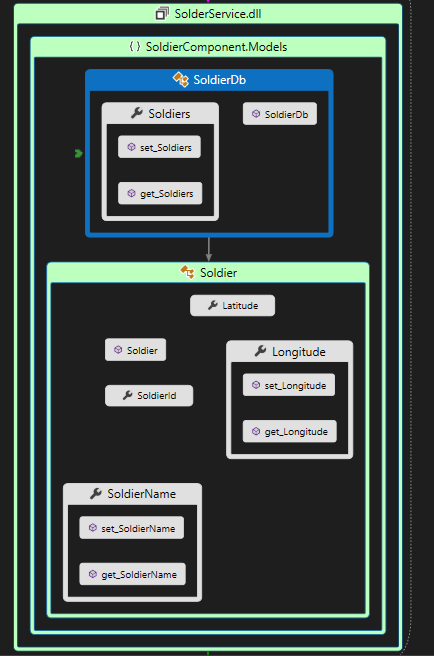 SolderService.dll
{ } SoldierComponent.Models
SoldierDb
Soldiers
SoldierDb
set_Soldiers
get_Soldiers
Soldier
Latitude
Soldier
Longitude
SoldierId
set_Longitude
get_Longitude
SoldierName
set_SoldierName
get_SoldierName